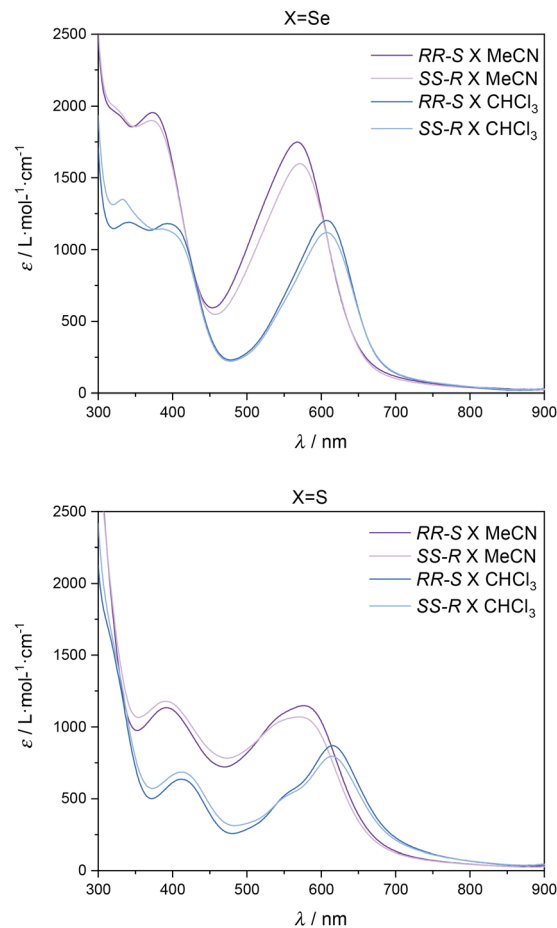 X=Se
2500
2000
1500
1000
500
0
ε / L·mol-¹·cm⁻¹
RR-S X MeCN
SS-R X MeCN
RR-S X CHCl₃
SS-R X CHCl₃
300 400 500 600 700 800 900
λ / nm
X=S
2500
2000
1500
1000
500
0
ε / L·mol-¹·cm⁻¹
RR-S X MeCN
SS-R X MeCN
RR-S X CHCl₃
SS-R X CHCl₃
300 400 500 600 700 800 900
λ / nm